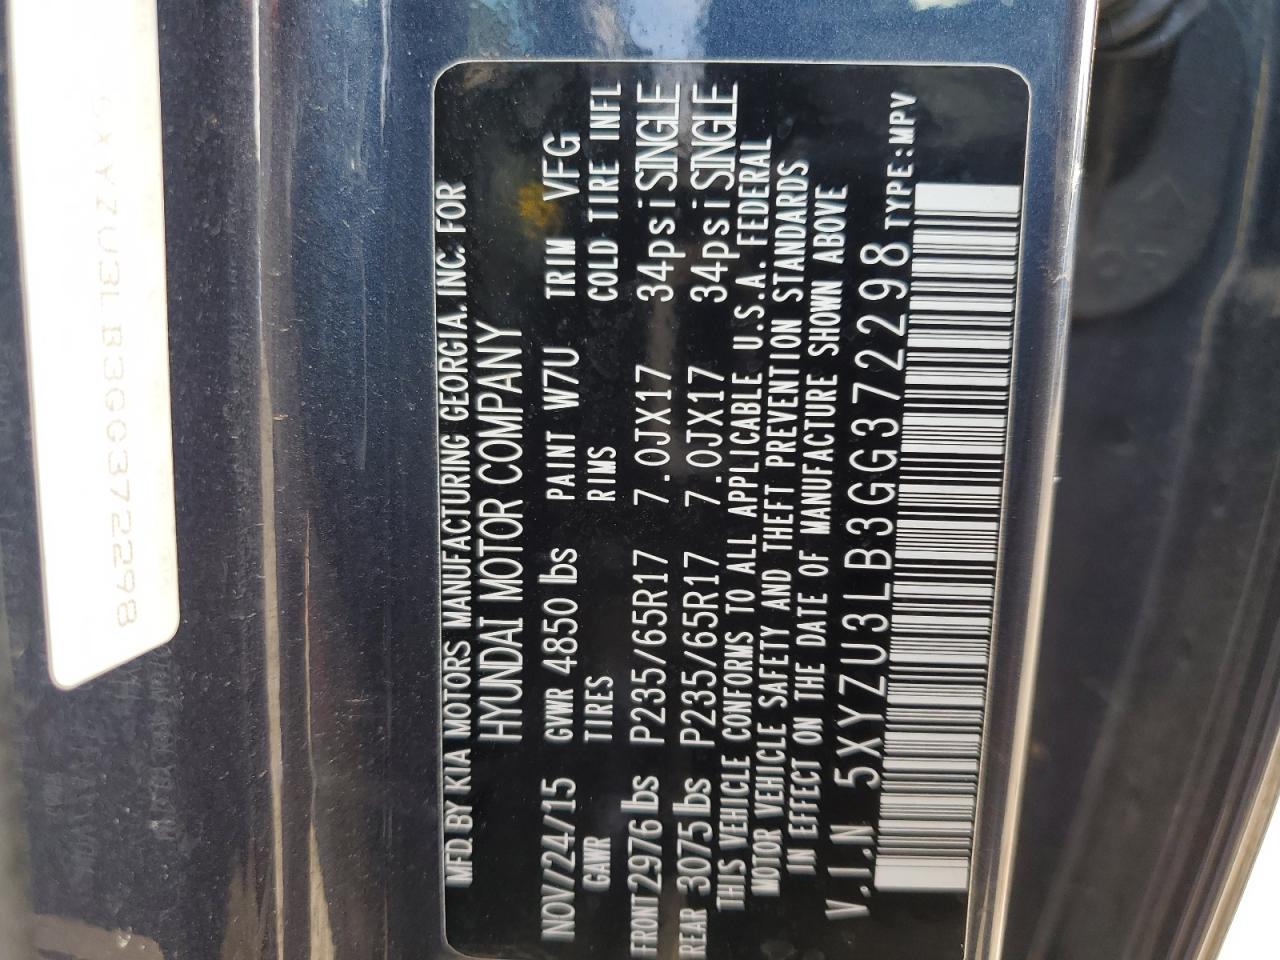 MFD. BY KIA MOTORS MANUFACTURING GEORGIA. INC. FOR
HYUNDAI MOTOR COMPANY
NOV/24/15 GVWR 4850 lbs PAINT W7U TRIM VFG
GAWR TIRES RIMS COLD TIRE INFL
FRONT 2976 lbs P235/65R17 7.0JX17 34psi SINGLE
REAR 3075 lbs P235/65R17 7.0JX17 34psi SINGLE
THIS VEHICLE CONFORMS TO ALL APPLICABLE U.S.A. FEDERAL
MOTOR VEHICLE SAFETY AND THEFT PREVENTION STANDARDS
IN EFFECT ON THE DATE OF MANUFACTURE SHOWN ABOVE
V.I.N 5XYZU3LB3GG372298 TYPE:MPV
5XYZU3LB3GG372298